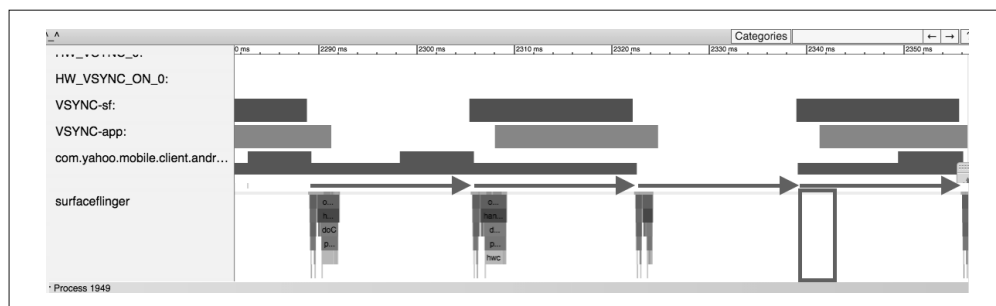 ^_^
Categories
← →
0 ms 2290 ms 2300 ms 2310 ms 2320 ms 2330 ms 2340 ms 2350 ms
HW_VSYNC_ON_0:
VSYNC-sf:
VSYNC-app:
com.yahoo.mobile.client.andr...
surfaceflinger
o... o...
h... han...
doC d...
p... p...
hwc
Process 1949